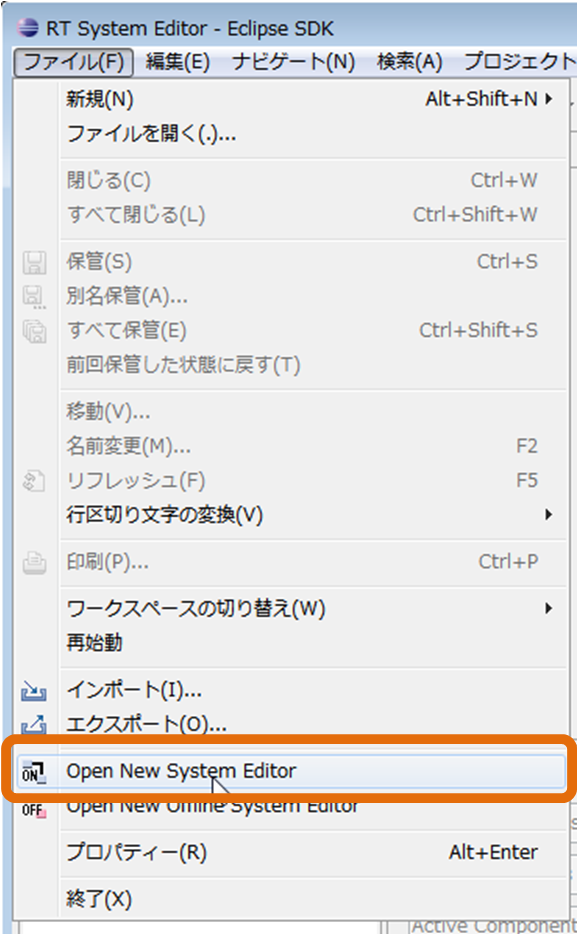 RT System Editor - Eclipse SDK
ファイル(F) 編集(E) ナビゲート(N) 検索(A) プロジェクト
新規(N) Alt+Shift+N
ファイルを開く(.)...
閉じる(C) Ctrl+W
すべて閉じる(L) Ctrl+Shift+W
保管(S) Ctrl+S
別名保管(A)...
すべて保管(E) Ctrl+Shift+S
前回保管した状態に戻す(T)
移動(V)...
名前変更(M)... F2
リフレッシュ(F) F5
行区切り文字の変換(V)
印刷(P)... Ctrl+P
ワークスペースの切り替え(W)
再始動
インポート(I)...
エクスポート(O)...
ON Open New System Editor
OFF Open New Offline System Editor
プロパティー(R) Alt+Enter
終了(X)
Active Component